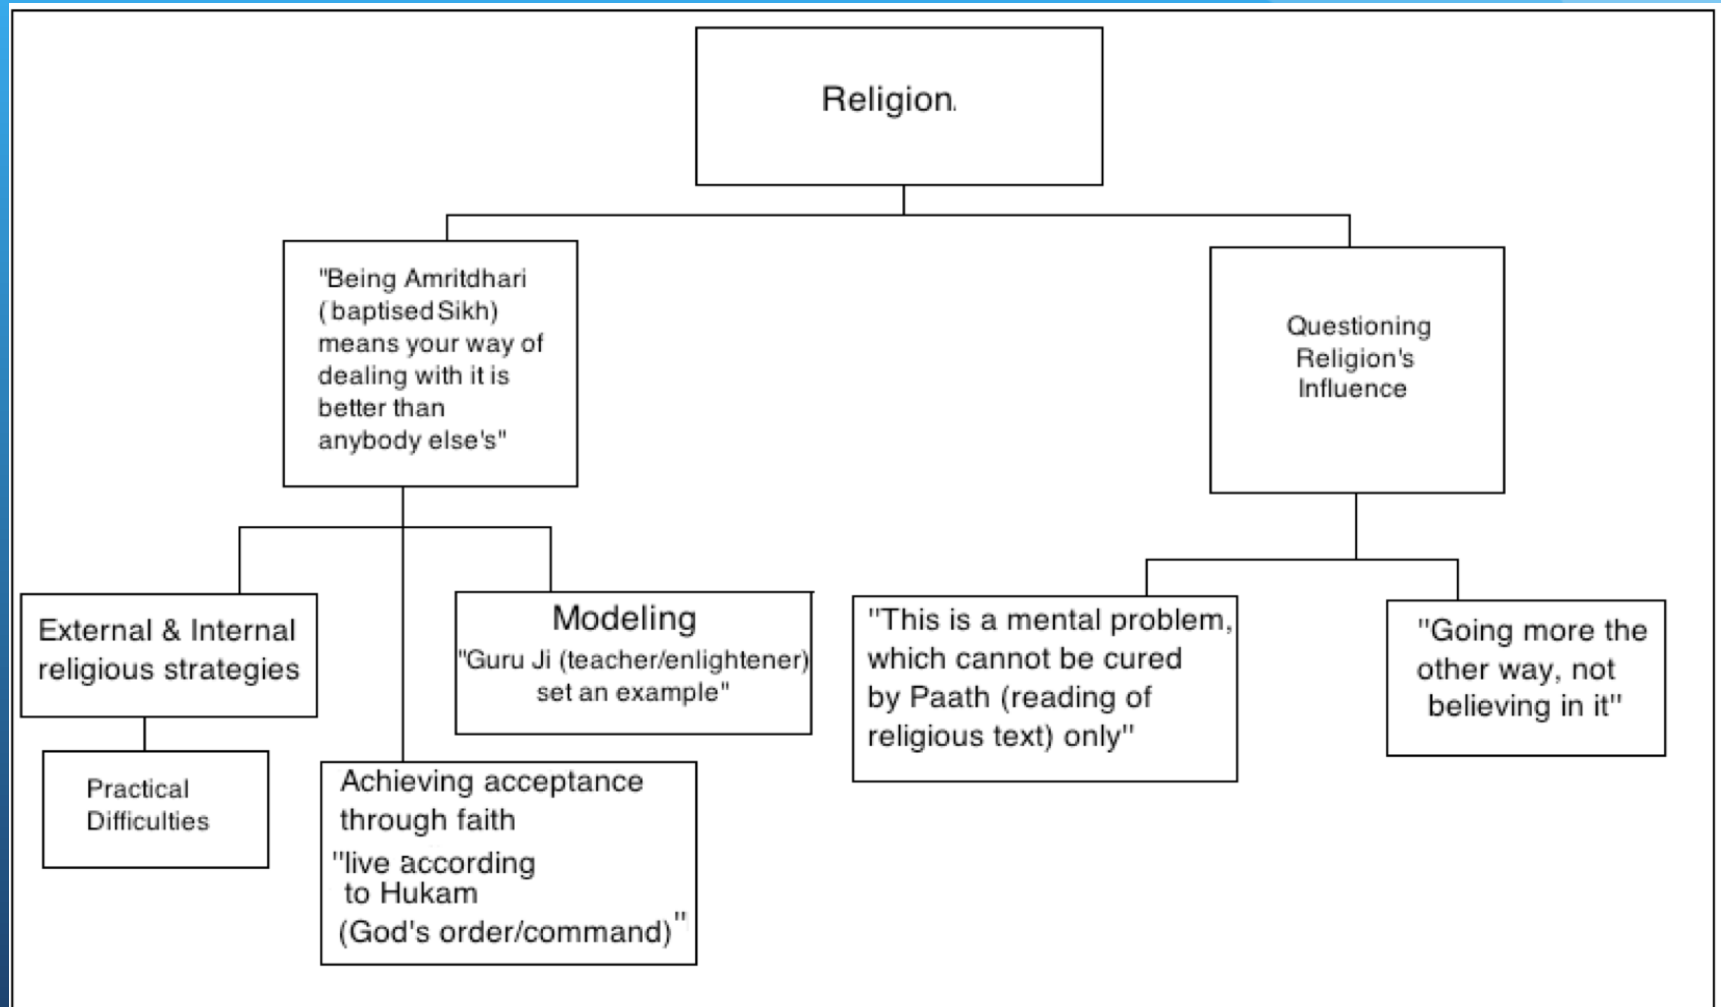 Religion.
"Being Amritdhari
(baptised Sikh)
means your way of
dealing with it is
better than
anybody else's"
Questioning
Religion's
Influence
External & Internal
religious strategies
Modeling
"Guru Ji (teacher/enlightener)
set an example"
"This is a mental problem,
which cannot be cured
by Paath (reading of
religious text) only"
"Going more the
other way, not
believing in it"
Practical
Difficulties
Achieving acceptance
through faith
"live according
to Hukam
(God's order/command)"